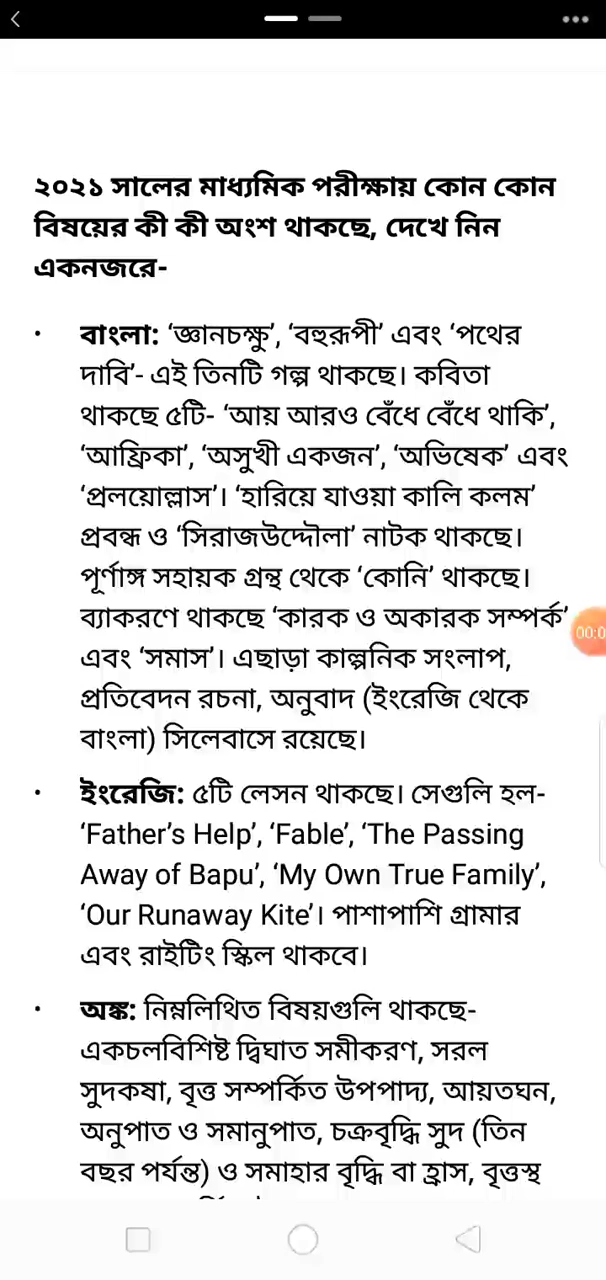 ২০২১ সালের মাধ্যমিক পরীক্ষায় কোন কোন
বিষয়ের কী কী অংশ থাকছে, দেখে নিন
একনজরে-
• বাংলা: ‘জ্ঞানচক্ষু’, ‘বহুরূপী’ এবং ‘পথের
দাবি’- এই তিনটি গল্প থাকছে। কবিতা
থাকছে ৫টি- ‘আয় আরও বেঁধে বেঁধে থাকি’,
‘আফ্রিকা’, ‘অসুখী একজন’, ‘অভিষেক’ এবং
‘প্রলয়োল্লাস’। ‘হারিয়ে যাওয়া কালি কলম’
প্রবন্ধ ও ‘সিরাজউদ্দৌলা’ নাটক থাকছে।
পূর্ণাঙ্গ সহায়ক গ্রন্থ থেকে ‘কোনি’ থাকছে।
ব্যাকরণে থাকছে ‘কারক ও অকারক সম্পর্ক’
এবং ‘সমাস’। এছাড়া কাল্পনিক সংলাপ,
প্রতিবেদন রচনা, অনুবাদ (ইংরেজি থেকে
বাংলা) সিলেবাসে রয়েছে।
00:0
• ইংরেজি: ৫টি লেসন থাকছে। সেগুলি হল-
‘Father’s Help’, ‘Fable’, ‘The Passing
Away of Bapu’, ‘My Own True Family’,
‘Our Runaway Kite’। পাশাপাশি গ্রামার
এবং রাইটিং স্কিল থাকবে।
• অঙ্ক: নিম্নলিখিত বিষয়গুলি থাকছে-
একচলবিশিষ্ট দ্বিঘাত সমীকরণ, সরল
সুদকষা, বৃত্ত সম্পর্কিত উপপাদ্য, আয়তঘন,
অনুপাত ও সমানুপাত, চক্রবৃদ্ধি সুদ (তিন
বছর পর্যন্ত) ও সমাহার বৃদ্ধি বা হ্রাস, বৃত্তস্থ